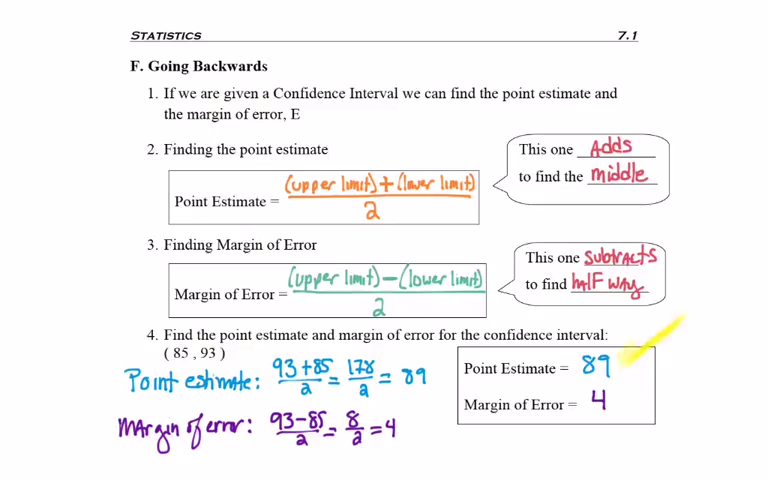 STATISTICS 7.1
F. Going Backwards
1. If we are given a Confidence Interval we can find the point estimate and
the margin of error, E
2. Finding the point estimate
Point Estimate = (upper limit) + (lower limit) / 2
This one Adds
to find the middle
3. Finding Margin of Error
Margin of Error = (upper limit) - (lower limit) / 2
This one subtracts
to find half way
4. Find the point estimate and margin of error for the confidence interval:
( 85 , 93 )
Point estimate: 93 + 85 / 2 = 178 / 2 = 89
Margin of error: 93 - 85 / 2 = 8 / 2 = 4
Point Estimate = 89
Margin of Error = 4